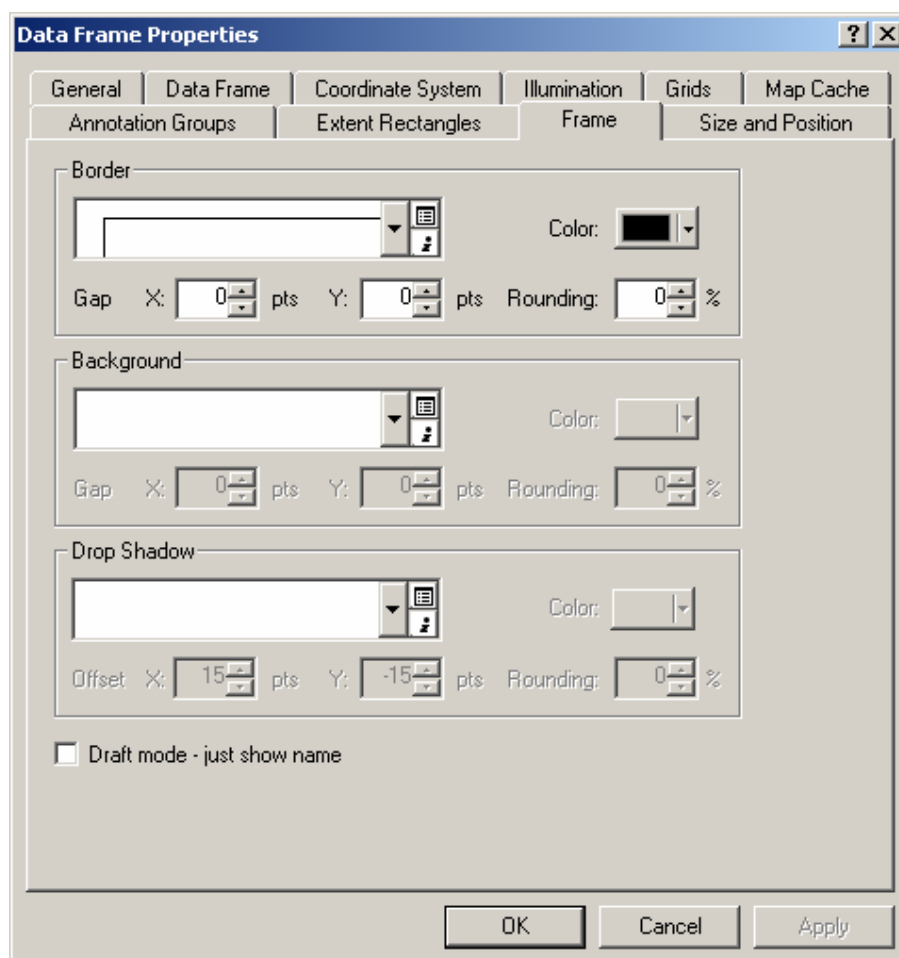 Data Frame Properties
General Data Frame Coordinate System Illumination Grids Map Cache
Annotation Groups Extent Rectangles Frame Size and Position
Border
Color:
Gap X: 0 pts Y: 0 pts Rounding: 0 %
Background
Color:
Gap X: 0 pts Y: 0 pts Rounding: 0 %
Drop Shadow
Color:
Offset X: 15 pts Y: -15 pts Rounding: 0 %
Draft mode - just show name
OK Cancel Apply